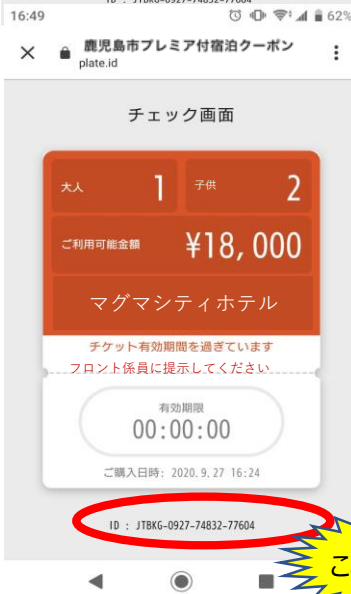 16:49
62%
鹿児島市プレミア付宿泊クーポン
plate.id
チェック画面
大人 1 子供 2
ご利用可能金額 ¥18,000
マグマシティホテル
チケット有効期間を過ぎています
フロント係員に提示してください
有効期限
00:00:00
ご購入日時: 2020.9.27 16:24
ID : JTBKG-0927-74832-77604
こ